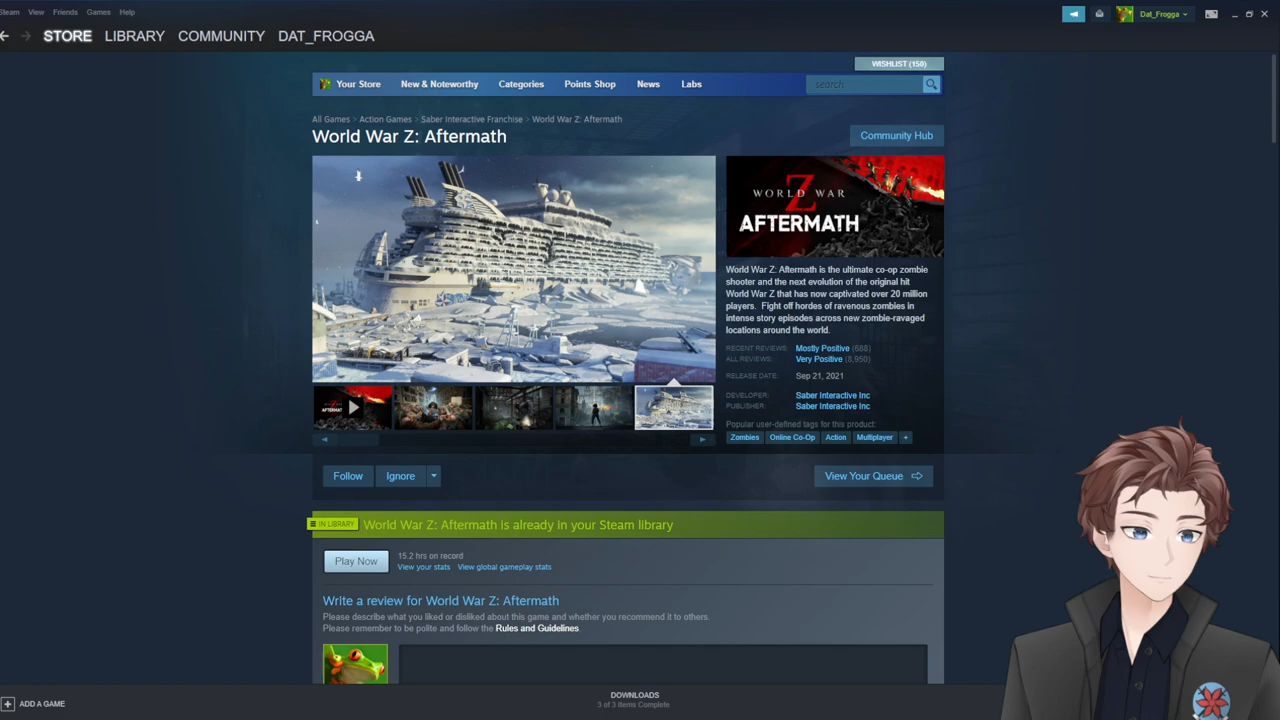 Steam View Friends Games Help
Dat_Frogga
STORE LIBRARY COMMUNITY DAT_FROGGA
WISHLIST (150)
Your Store New & Noteworthy Categories Points Shop News Labs search
All Games > Action Games > Saber Interactive Franchise > World War Z: Aftermath
World War Z: Aftermath
Community Hub
WORLD WAR
Z
AFTERMATH
World War Z: Aftermath is the ultimate co-op zombie
shooter and the next evolution of the original hit
World War Z that has now captivated over 20 million
players. Fight off hordes of ravenous zombies in
intense story episodes across new zombie-ravaged
locations around the world.
RECENT REVIEWS: Mostly Positive (688)
ALL REVIEWS: Very Positive (8,950)
RELEASE DATE: Sep 21, 2021
DEVELOPER: Saber Interactive Inc
PUBLISHER: Saber Interactive Inc
Popular user-defined tags for this product:
Zombies Online Co-Op Action Multiplayer +
Follow Ignore
View Your Queue
IN LIBRARY World War Z: Aftermath is already in your Steam library
Play Now
15.2 hrs on record
View your stats View global gameplay stats
Write a review for World War Z: Aftermath
Please describe what you liked or disliked about this game and whether you recommend it to others.
Please remember to be polite and follow the Rules and Guidelines.
ADD A GAME
DOWNLOADS
3 of 3 Items Complete